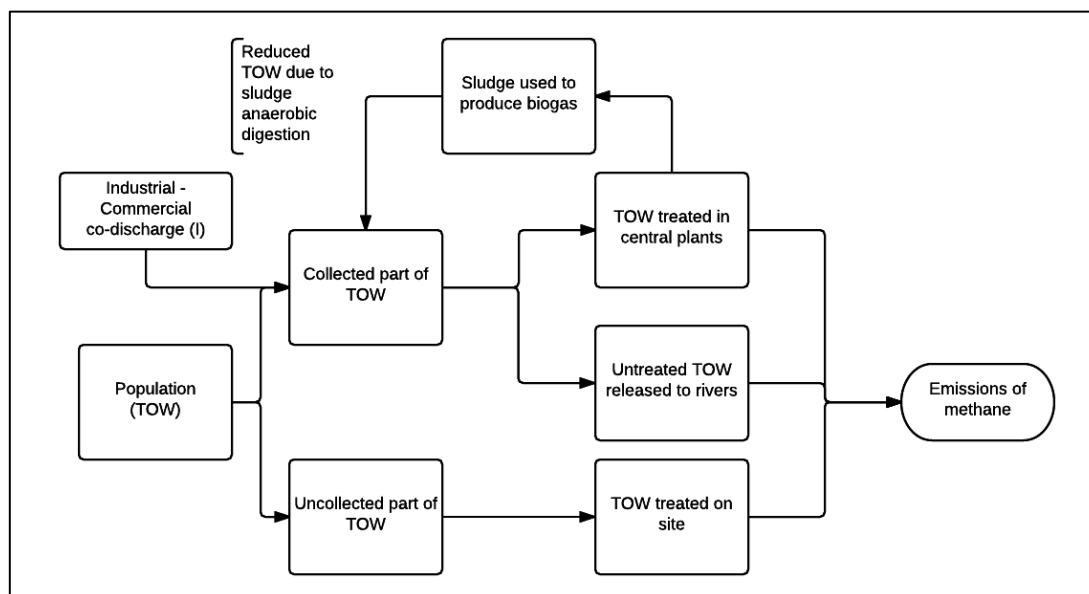 Reduced
TOW due to
sludge
anaerobic
digestion
Sludge used to
produce biogas
Industrial -
Commercial
co-discharge (I)
TOW treated in
central plants
Collected part of
TOW
Population
(TOW)
Untreated TOW
released to rivers
Emissions of
methane
Uncollected part of
TOW
TOW treated on
site